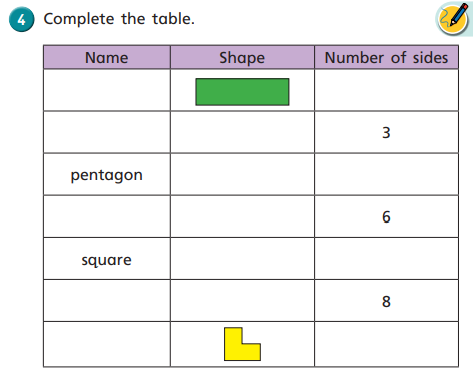 4 Complete the table.
Name Shape Number of sides
3
pentagon
6
square
8